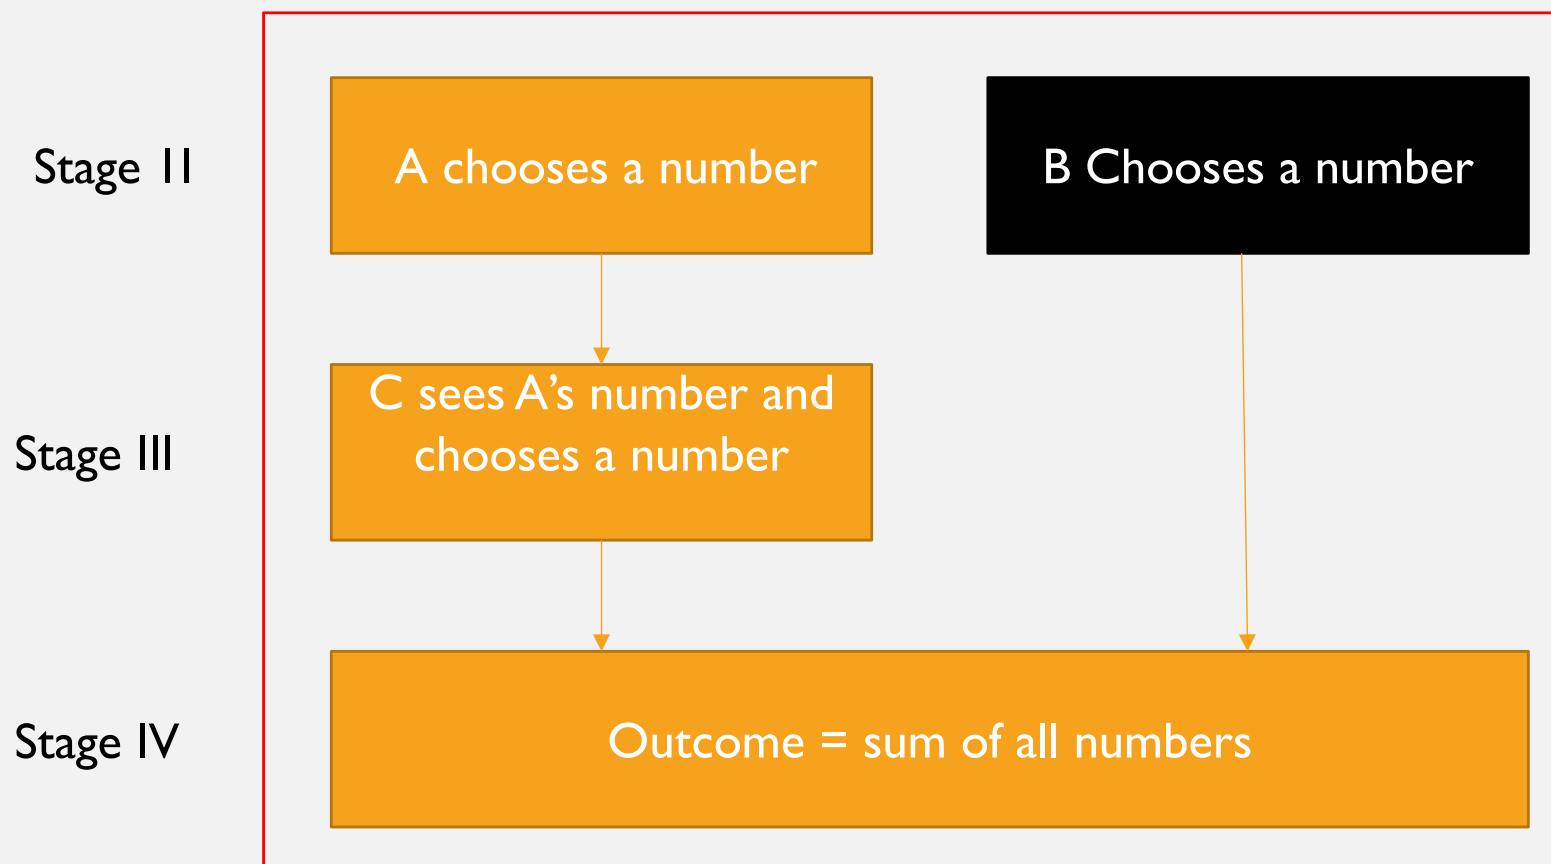 Stage 1I
A chooses a number
B Chooses a number
Stage III
C sees A’s number and
chooses a number
Stage IV
Outcome = sum of all numbers